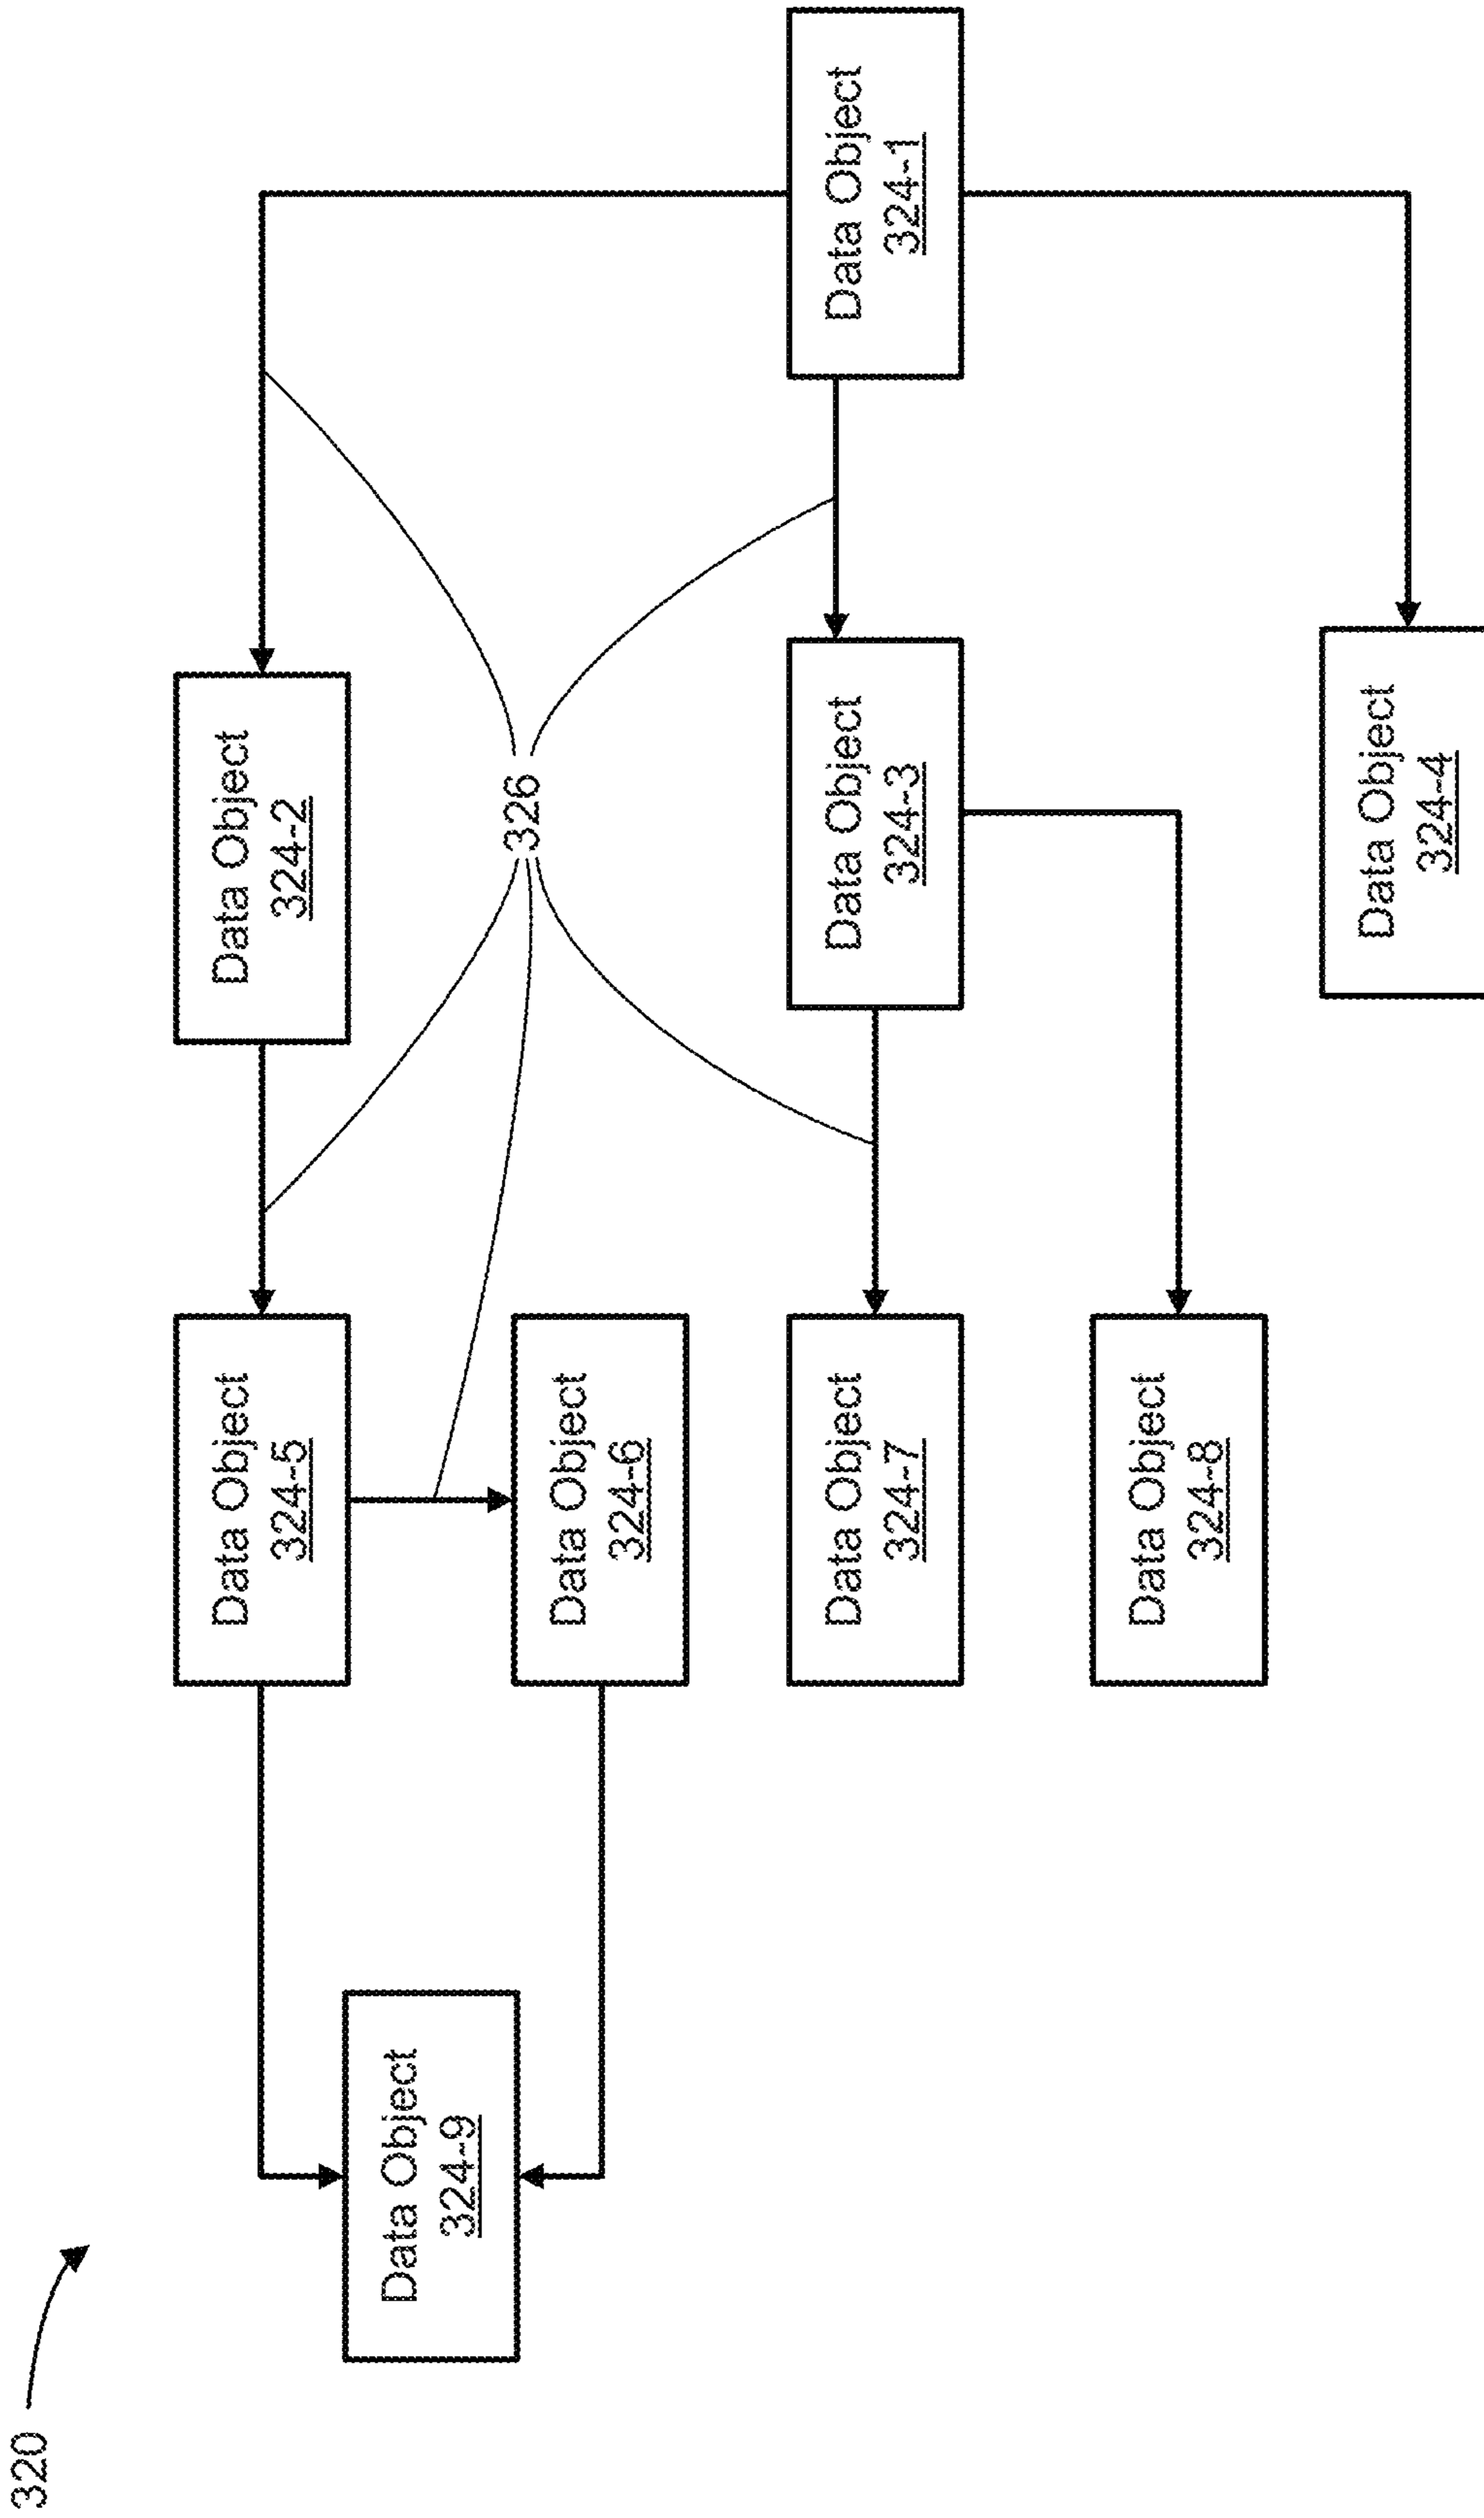 320
Data Object
324-9
Data Object
324-5
Data Object
324-2
Data Object
324-6
326
Data Object
324-7
Data Object
324-3
Data Object
324-1
Data Object
324-8
Data Object
324-4